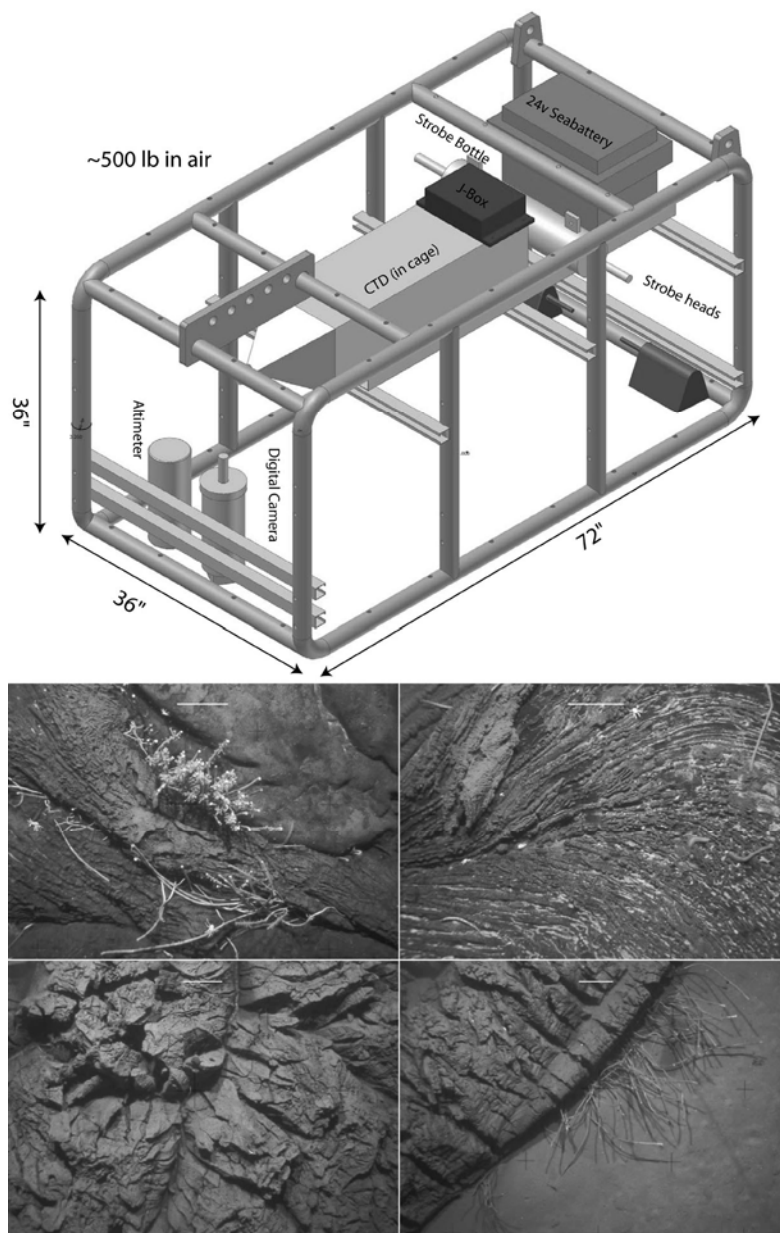 24v Seabattery
Strobe Bottle
~500 lb in air
J-Box
CTD (in cage)
Strobe heads
36"
Altimeter
Digital Camera
72"
36"